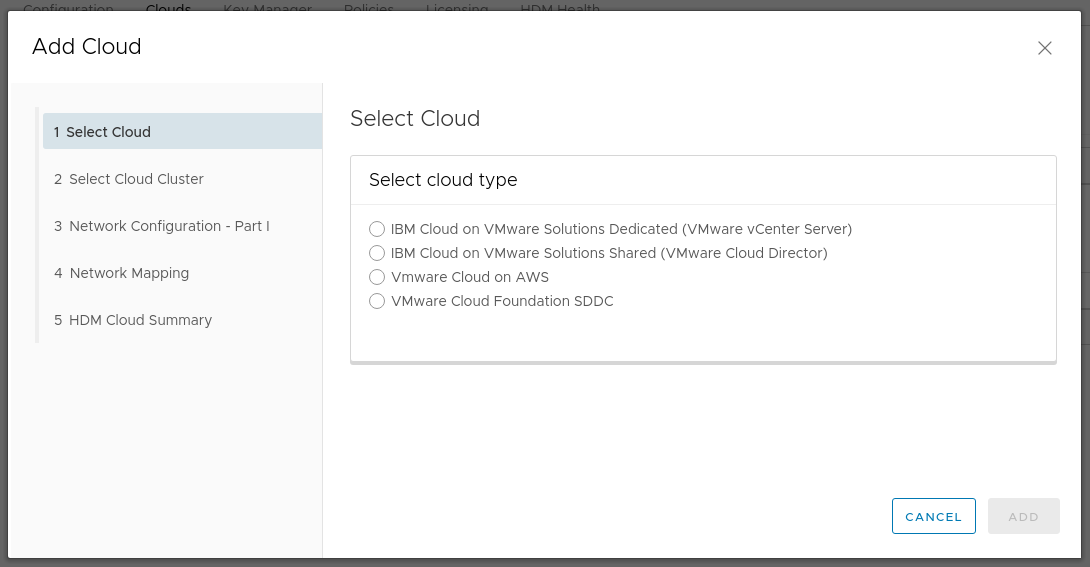 Configuration Clouds Key Manager Policies Licensing HDM Health
Add Cloud
1 Select Cloud
2 Select Cloud Cluster
3 Network Configuration - Part I
4 Network Mapping
5 HDM Cloud Summary
Select Cloud
Select cloud type
IBM Cloud on VMware Solutions Dedicated (VMware vCenter Server)
IBM Cloud on VMware Solutions Shared (VMware Cloud Director)
Vmware Cloud on AWS
VMware Cloud Foundation SDDC
CANCEL ADD